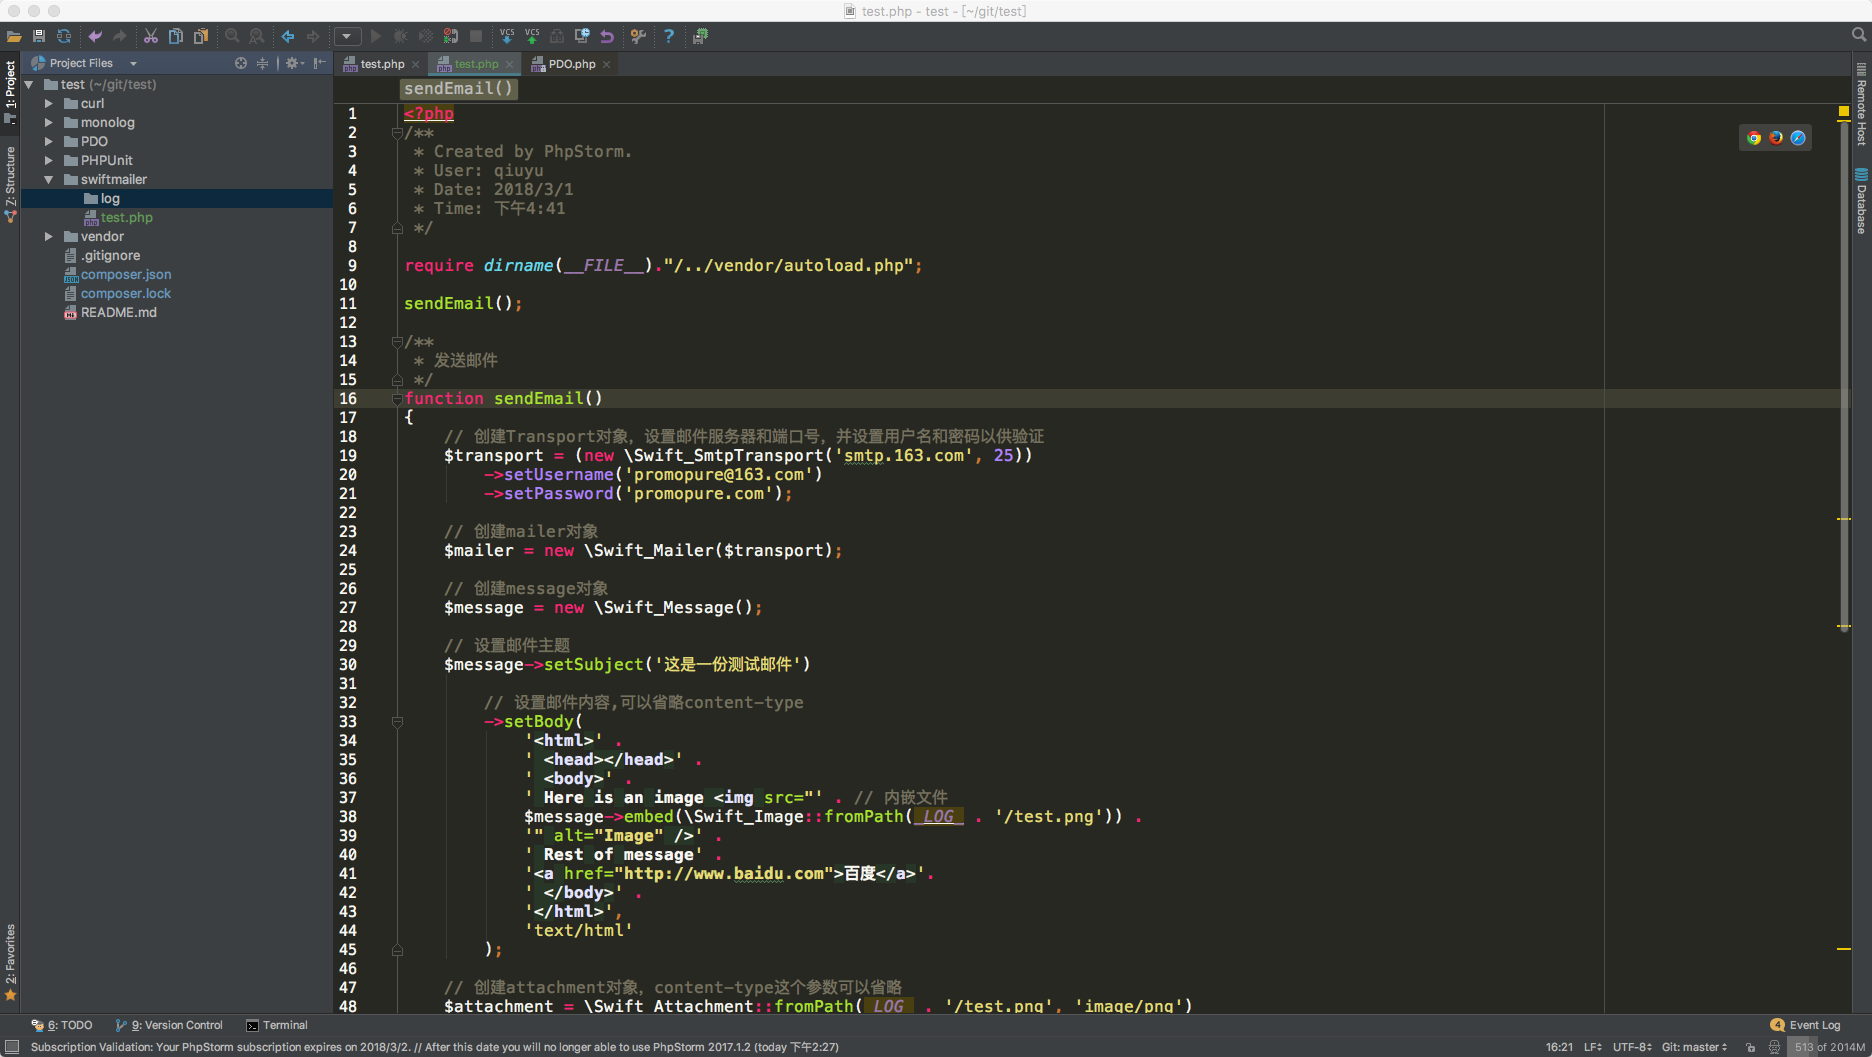 test.php - test - [~/git/test]
VCS
VCS
1: Project
Project Files
test.php
test.php
PDO.php
Remote Host
Database
Z: Structure
2: Favorites
test (~/git/test)
curl
monolog
PDO
PHPUnit
swiftmailer
log
test.php
vendor
.gitignore
composer.json
composer.lock
README.md
sendEmail()
1 <?php
2 /**
3 * Created by PhpStorm.
4 * User: qiuyu
5 * Date: 2018/3/1
6 * Time: 下午4:41
7 */
8
9 require dirname(__FILE__)."/../vendor/autoload.php";
10
11 sendEmail();
12
13 /**
14 * 发送邮件
15 */
16 function sendEmail()
17 {
18 // 创建Transport对象，设置邮件服务器和端口号，并设置用户名和密码以供验证
19 $transport = (new \Swift_SmtpTransport('smtp.163.com', 25))
20 ->setUsername('promopure@163.com')
21 ->setPassword('promopure.com');
22
23 // 创建mailer对象
24 $mailer = new \Swift_Mailer($transport);
25
26 // 创建message对象
27 $message = new \Swift_Message();
28
29 // 设置邮件主题
30 $message->setSubject('这是一份测试邮件')
31
32 // 设置邮件内容,可以省略content-type
33 ->setBody(
34 '<html>' .
35 ' <head></head>' .
36 ' <body>' .
37 ' Here is an image <img src="' . // 内嵌文件
38 $message->embed(\Swift_Image::fromPath(_LOG_ . '/test.png')) .
39 '" alt="Image" />' .
40 ' Rest of message' .
41 '<a href="http://www.baidu.com">百度</a>'.
42 ' </body>' .
43 '</html>',
44 'text/html'
45 );
46
47 // 创建attachment对象，content-type这个参数可以省略
48 $attachment = \Swift_Attachment::fromPath(_LOG_ . '/test.png', 'image/png')
6: TODO
9: Version Control
Terminal
4 Event Log
Subscription Validation: Your PhpStorm subscription expires on 2018/3/2. // After this date you will no longer able to use PhpStorm 2017.1.2 (today 下午2:27)
16:21 LF UTF-8 Git: master 513 of 2014M